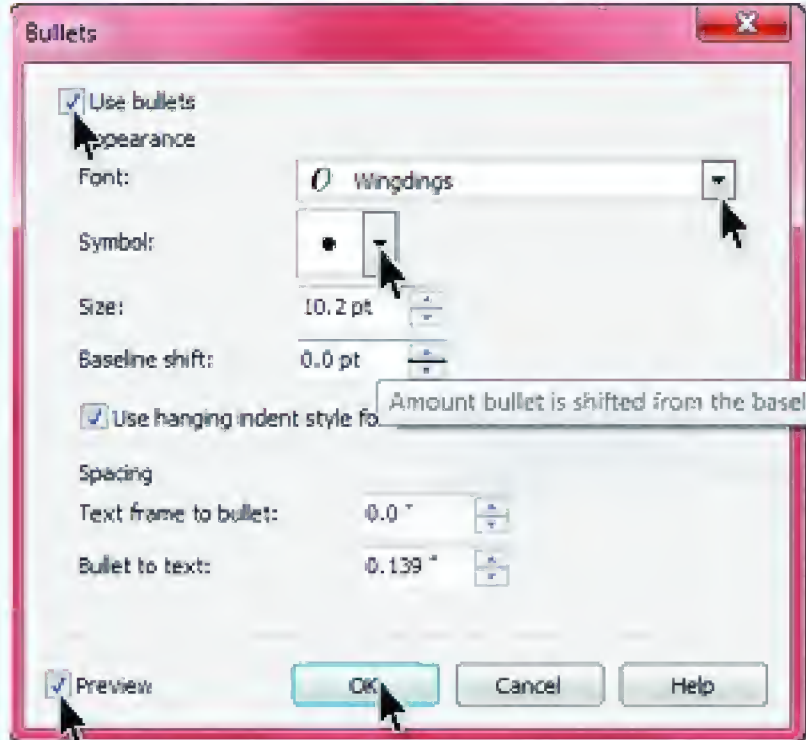 Bullets
Use bullets
ppearance
Font: Wingdings
Symbol:
Size: 10.2 pt
Baseline shift: 0.0 pt
Amount bullet is shifted from the basel
Use hanging indent style fo
Spacing
Text frame to bullet: 0.0 "
Bullet to text: 0.139 "
Preview OK Cancel Help